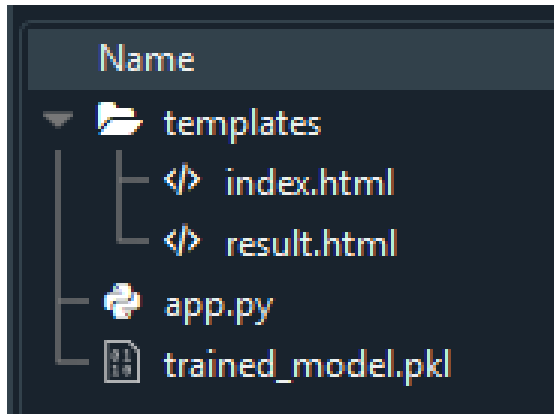 Name
templates
index.html
result.html
app.py
trained_model.pkl